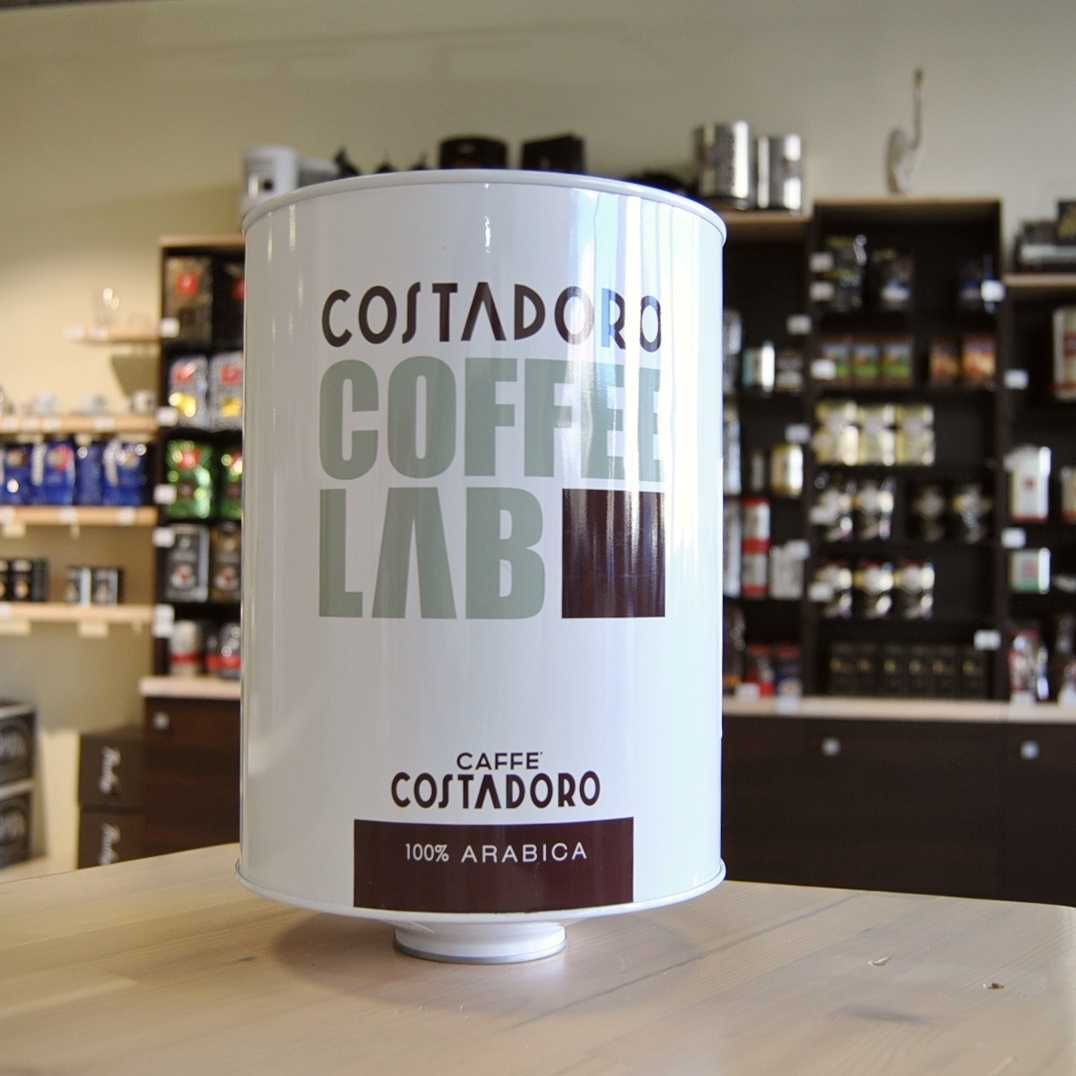 COSTADORO
COFFEE
LAB
CAFFE'
COSTADORO
100% ARABICA